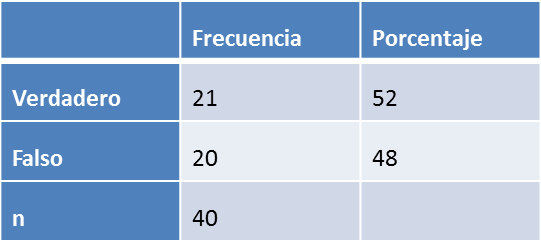 Frecuencia Porcentaje
Verdadero 21 52
Falso 20 48
n 40